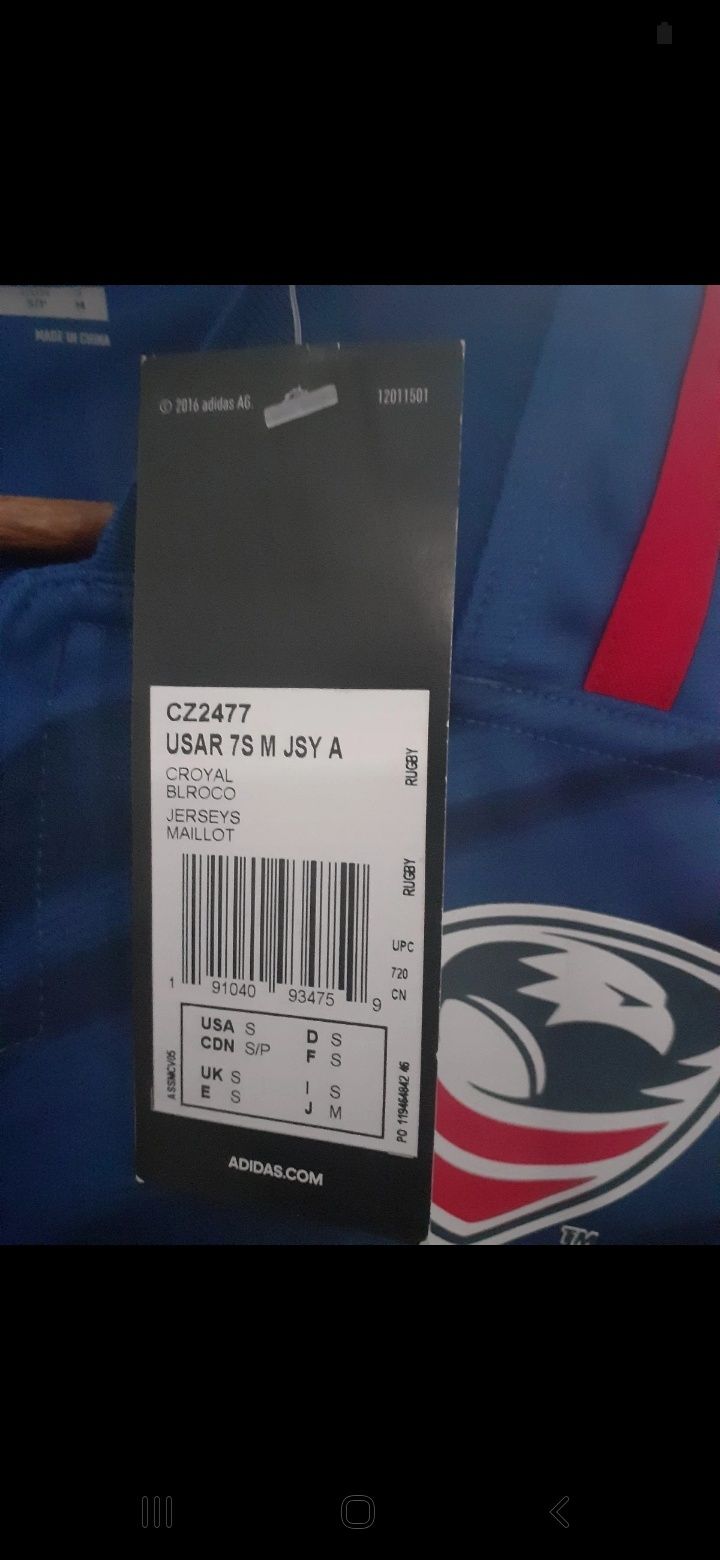 S/P M
MADE IN CHINA
© 2016 adidas AG.
12011501
CZ2477
USAR 7S M JSY A
CROYAL
BLROCO
JERSEYS
MAILLOT
RUGBY
RUGBY
UPC
720
CN
1 91040 93475 9
USA S D S
CDN S/P F S
UK S I S
E S J M
ASSMCV05
PO 119464842 46
ADIDAS.COM
TM